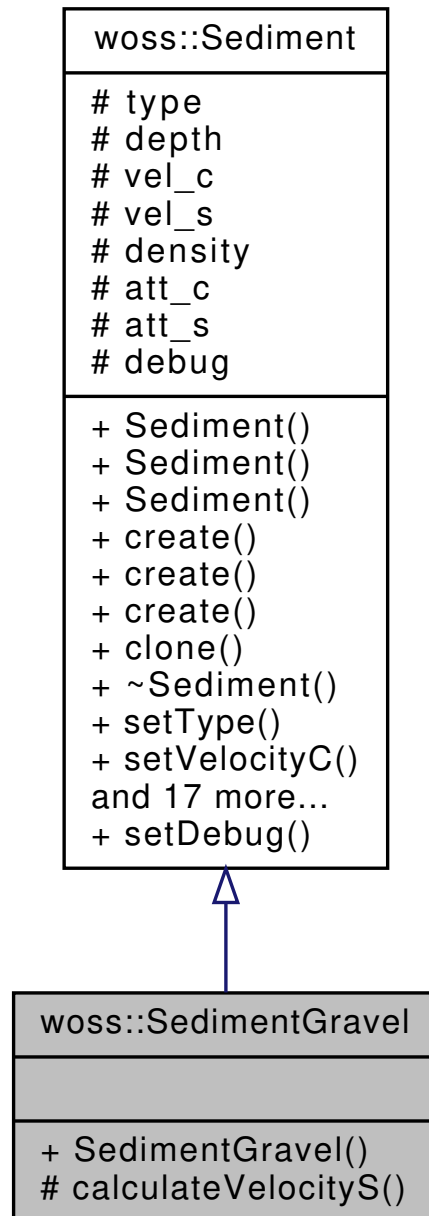 woss::Sediment
# type
# depth
# vel_c
# vel_s
# density
# att_c
# att_s
# debug
+ Sediment()
+ Sediment()
+ Sediment()
+ create()
+ create()
+ create()
+ clone()
+ ~Sediment()
+ setType()
+ setVelocityC()
and 17 more...
+ setDebug()
woss::SedimentGravel
+ SedimentGravel()
# calculateVelocityS()